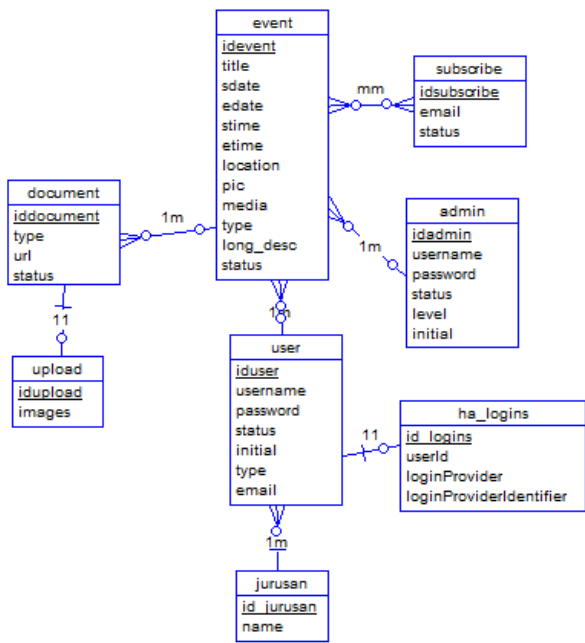 event
idevent
title
sdate
edate
stime
etime
location
pic
media
type
long_desc
status
mm
subscribe
idsubscribe
email
status
document
iddocument
type
url
status
1m
1m
admin
idadmin
username
password
status
level
initial
11
upload
idupload
images
1m
user
iduser
username
password
status
initial
type
email
11
ha_logins
id_logins
userId
loginProvider
loginProviderIdentifier
1m
jurusan
id_jurusan
name